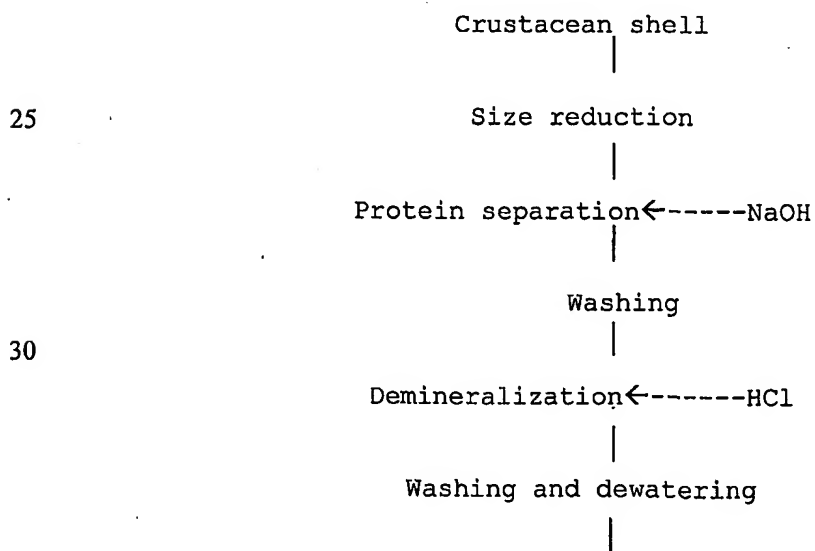 Crustacean shell
|
25 Size reduction
|
Protein separation←------NaOH
|
Washing
30 |
Demineralization←-------HCl
|
Washing and dewatering
|